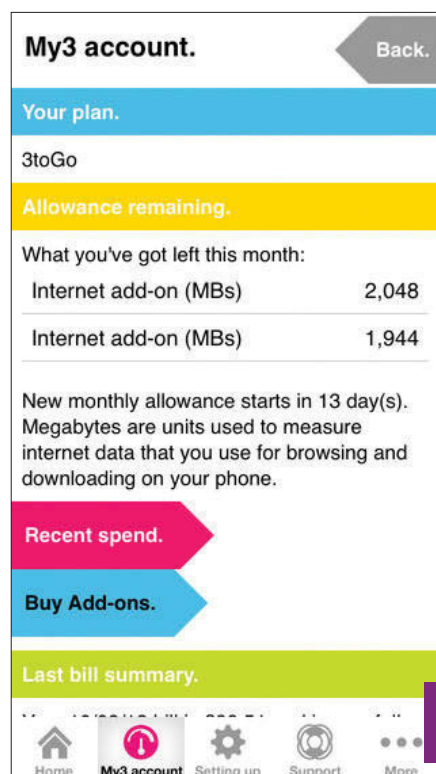 My3 account.
Back.
Your plan.
3toGo
Allowance remaining.
What you've got left this month:
Internet add-on (MBs) 2,048
Internet add-on (MBs) 1,944
New monthly allowance starts in 13 day(s).
Megabytes are units used to measure
internet data that you use for browsing and
downloading on your phone.
Recent spend.
Buy Add-ons.
Last bill summary.
Home My3 account Setting up Support More